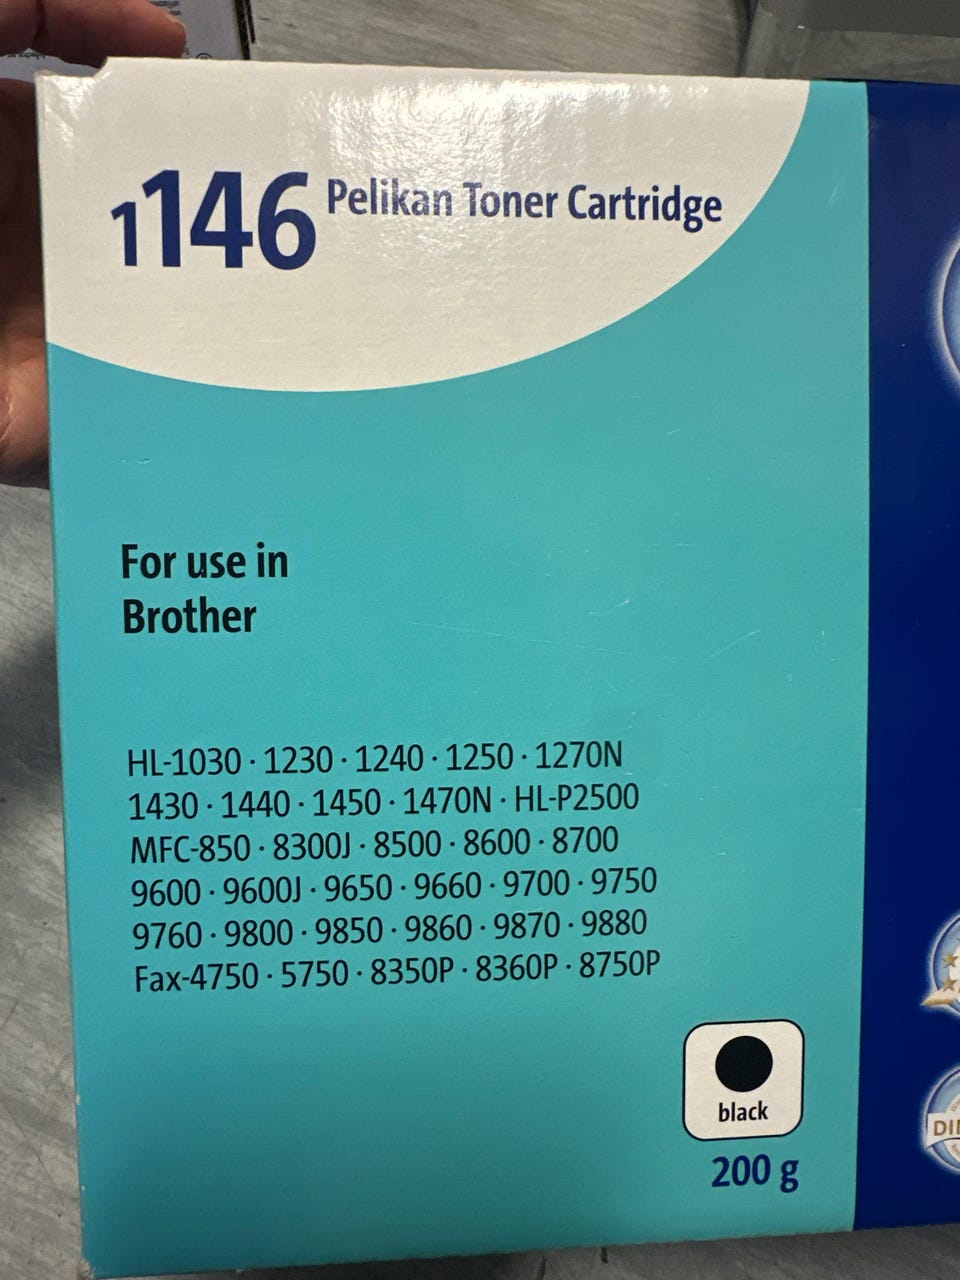 1146 Pelikan Toner Cartridge
For use in
Brother
HL-1030 · 1230 · 1240 · 1250 · 1270N
1430 · 1440 · 1450 · 1470N · HL-P2500
MFC-850 · 8300J · 8500 · 8600 · 8700
9600 · 9600J · 9650 · 9660 · 9700 · 9750
9760 · 9800 · 9850 · 9860 · 9870 · 9880
Fax-4750 · 5750 · 8350P · 8360P · 8750P
black
200 g